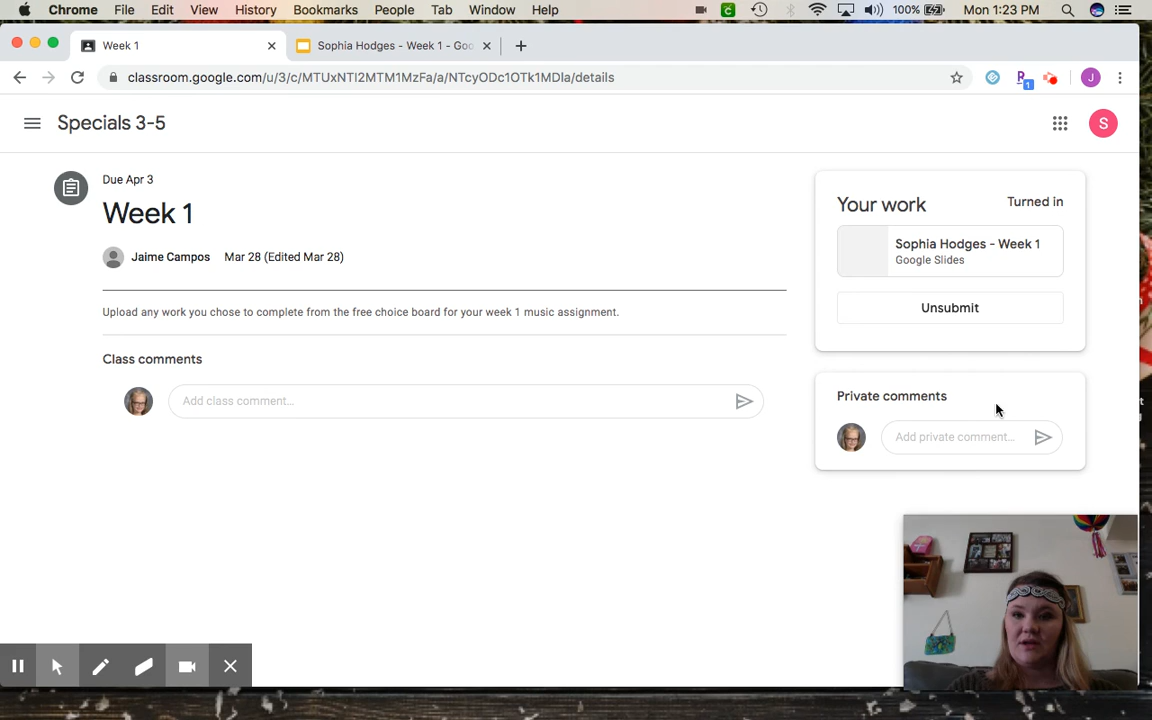 Chrome File Edit View History Bookmarks People Tab Window Help 100% Mon 1:23 PM
Week 1 Sophia Hodges - Week 1 - Goo
classroom.google.com/u/3/c/MTUxNTI2MTM1MzFa/a/NTcyODc1OTk1MDIa/details 1 J
Specials 3-5 S
Due Apr 3
Week 1
Jaime Campos Mar 28 (Edited Mar 28)
Upload any work you chose to complete from the free choice board for your week 1 music assignment.
Class comments
Add class comment...
Your work Turned in
Sophia Hodges - Week 1
Google Slides
Unsubmit
Private comments
Add private comment...